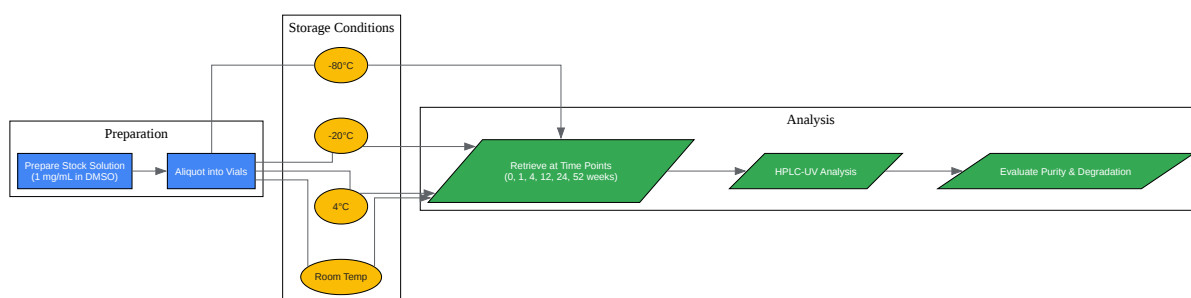 Preparation
Prepare Stock Solution
(1 mg/mL in DMSO)
Aliquot into Vials
Storage Conditions
-80°C
-20°C
4°C
Room Temp
Analysis
Retrieve at Time Points
(0, 1, 4, 12, 24, 52 weeks)
HPLC-UV Analysis
Evaluate Purity & Degradation